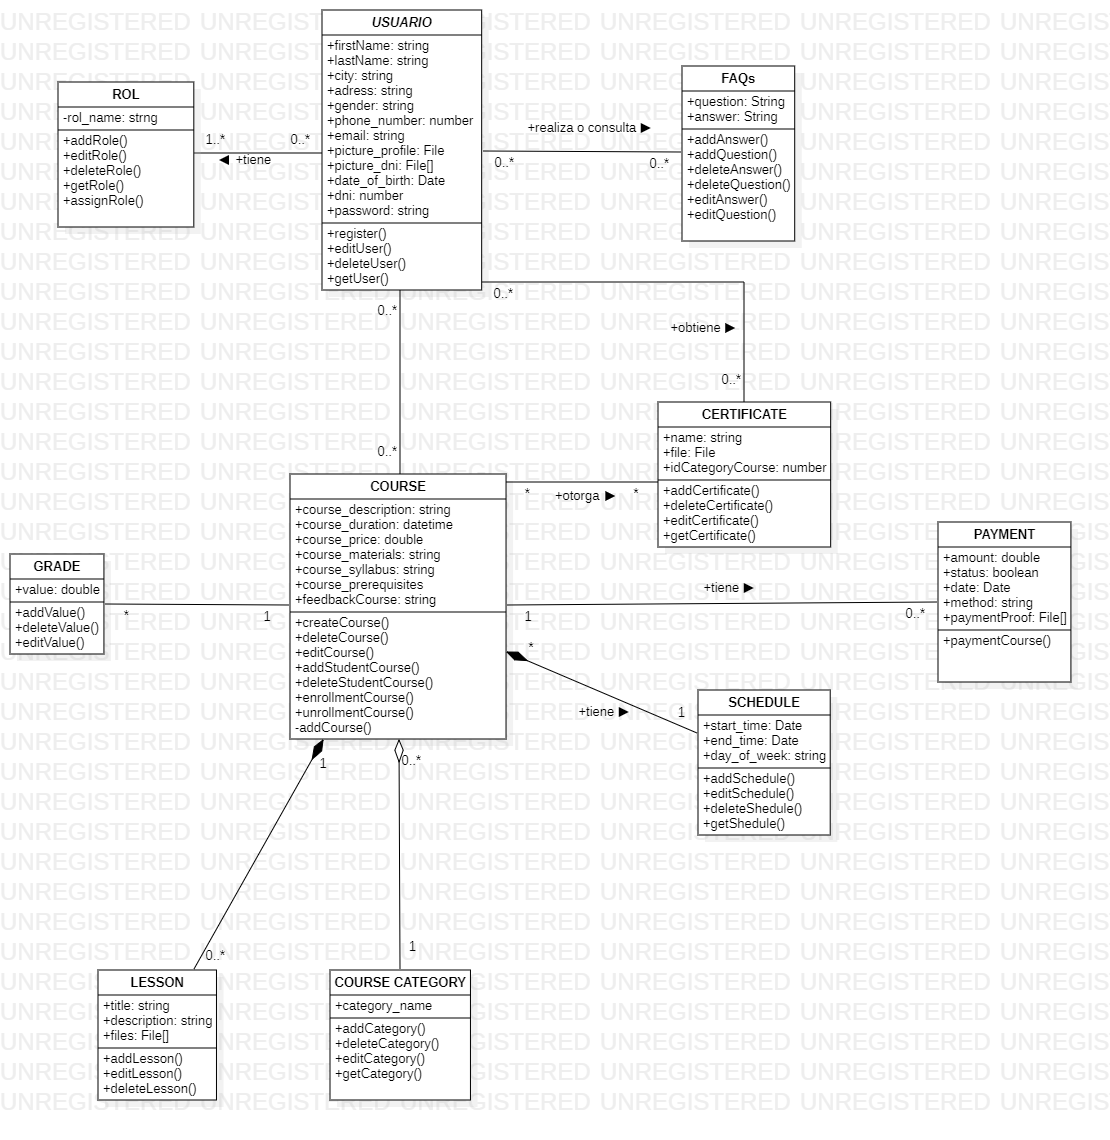 USUARIO
+firstName: string
+lastName: string
+city: string
+adress: string
+gender: string
+phone_number: number
+email: string
+picture_profile: File
+picture_dni: File[]
+date_of_birth: Date
+dni: number
+password: string
+register()
+editUser()
+deleteUser()
+getUser()
ROL
-rol_name: strng
+addRole()
+editRole()
+deleteRole()
+getRole()
+assignRole()
1..*
0..*
+tiene
FAQs
+question: String
+answer: String
+addAnswer()
+addQuestion()
+deleteAnswer()
+deleteQuestion()
+editAnswer()
+editQuestion()
+realiza o consulta
0..*
0..*
0..*
+obtiene
0..*
0..*
0..*
CERTIFICATE
+name: string
+file: File
+idCategoryCourse: number
+addCertificate()
+deleteCertificate()
+editCertificate()
+getCertificate()
COURSE
+course_description: string
+course_duration: datetime
+course_price: double
+course_materials: string
+course_syllabus: string
+course_prerequisites
+feedbackCourse: string
+createCourse()
+deleteCourse()
+editCourse()
+addStudentCourse()
+deleteStudentCourse()
+enrollmentCourse()
+unrollmentCourse()
-addCourse()
*
+otorga
*
GRADE
+value: double
+addValue()
+deleteValue()
+editValue()
*
1
PAYMENT
+amount: double
+status: boolean
+date: Date
+method: string
+paymentProof: File[]
+paymentCourse()
+tiene
1
0..*
*
+tiene
1
SCHEDULE
+start_time: Date
+end_time: Date
+day_of_week: string
+addSchedule()
+editSchedule()
+deleteShedule()
+getShedule()
1
0..*
0..*
1
LESSON
+title: string
+description: string
+files: File[]
+addLesson()
+editLesson()
+deleteLesson()
COURSE CATEGORY
+category_name
+addCategory()
+deleteCategory()
+editCategory()
+getCategory()
UNREGISTERED